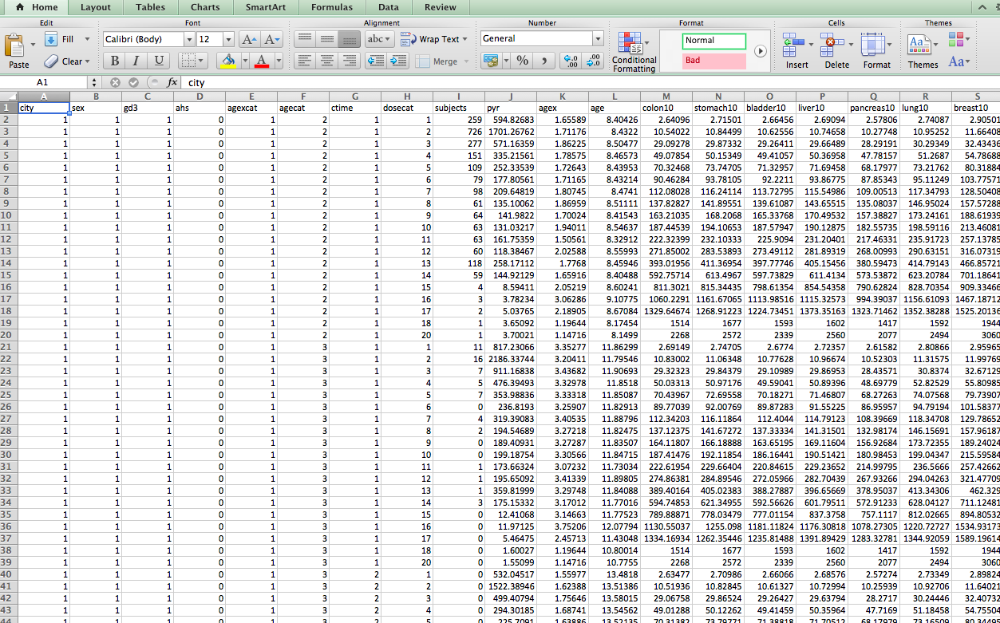 Home Layout Tables Charts SmartArt Formulas Data Review
Edit Font Alignment Number Format Cells Themes
Fill Calibri (Body) 12 A A abc Wrap Text General Normal
Paste Clear B I U A Merge % Conditional Formatting Bad Insert Delete Format Themes Aa
A1 fx city
A B C D E F G H I J K L M N O P Q R S
1 city sex gd3 ahs agexcat agecat ctime dosecat subjects pyr agex age colon10 stomach10 bladder10 liver10 pancreas10 lung10 breast10
2 1 1 1 0 1 2 1 1 259 594.82683 1.65589 8.40426 2.64096 2.71501 2.66456 2.69094 2.57806 2.74087 2.90501
3 1 1 1 0 1 2 1 2 726 1701.26762 1.71176 8.4322 10.54022 10.84499 10.62556 10.74658 10.27748 10.95252 11.66408
4 1 1 1 0 1 2 1 3 277 571.16359 1.86225 8.50477 29.09278 29.87332 29.26411 29.66489 28.29191 30.29349 32.43436
5 1 1 1 0 1 2 1 4 151 335.21561 1.78575 8.46573 49.07854 50.15349 49.41057 50.36958 47.78157 51.2687 54.78688
6 1 1 1 0 1 2 1 5 109 252.33539 1.72643 8.43953 70.32468 73.74705 71.32957 71.69458 68.17977 73.21762 80.31884
7 1 1 1 0 1 2 1 6 79 177.80561 1.71165 8.43214 90.46284 93.78105 92.2211 93.86775 87.85343 95.11249 103.77571
8 1 1 1 0 1 2 1 7 98 209.64819 1.80745 8.4741 112.08028 116.24114 113.72795 115.54986 109.00513 117.34793 128.50408
9 1 1 1 0 1 2 1 8 61 135.10062 1.86959 8.51111 137.82827 141.89551 139.61087 143.65515 135.08037 146.95024 157.57288
10 1 1 1 0 1 2 1 9 64 141.9822 1.70024 8.41543 163.21035 168.2068 165.33768 170.49532 157.38827 173.24161 188.61939
11 1 1 1 0 1 2 1 10 63 131.03217 1.94011 8.54637 187.44539 194.10653 187.57947 190.12875 182.55735 198.59116 213.46081
12 1 1 1 0 1 2 1 11 63 161.75359 1.50561 8.32912 222.32399 232.10333 225.9094 231.20401 217.46331 235.91723 257.13785
13 1 1 1 0 1 2 1 12 60 118.38467 2.02588 8.55993 271.85002 283.53893 273.49112 281.89319 268.00993 290.63151 316.07319
14 1 1 1 0 1 2 1 13 118 258.17112 1.7768 8.45946 393.01956 411.36954 397.77746 405.15456 380.59473 414.79143 466.85721
15 1 1 1 0 1 2 1 14 59 144.92129 1.65916 8.40488 592.75714 613.4967 597.73829 611.4134 573.53872 623.20784 701.18641
16 1 1 1 0 1 2 1 15 4 8.59411 2.05219 8.60241 811.3021 815.34435 798.61354 854.54358 790.62824 828.70354 909.33466
17 1 1 1 0 1 2 1 16 3 3.78234 3.06286 9.10775 1060.2291 1161.67065 1113.98516 1115.32573 994.39037 1156.61093 1467.18712
18 1 1 1 0 1 2 1 17 2 5.03765 2.18905 8.67084 1329.64674 1268.91223 1224.73451 1373.35163 1323.71462 1352.38288 1525.20136
19 1 1 1 0 1 2 1 18 1 3.65092 1.19644 8.17454 1514 1677 1593 1602 1417 1592 1944
20 1 1 1 0 1 2 1 20 1 3.70021 1.14716 8.1499 2268 2572 2339 2560 2077 2494 3060
21 1 1 1 0 1 3 1 1 11 817.23066 3.35277 11.86299 2.69149 2.74705 2.6774 2.72357 2.61582 2.80866 2.95965
22 1 1 1 0 1 3 1 2 16 2186.33744 3.20411 11.79546 10.83002 11.06348 10.77628 10.96674 10.52303 11.31575 11.99769
23 1 1 1 0 1 3 1 3 7 911.16838 3.43682 11.90693 29.32323 29.84379 29.10989 29.86953 28.43571 30.8374 32.67129
24 1 1 1 0 1 3 1 4 5 476.39493 3.32978 11.8518 50.03313 50.97176 49.59041 50.89396 48.69779 52.82529 55.80985
25 1 1 1 0 1 3 1 5 7 353.98836 3.33318 11.85087 70.43967 72.69558 70.18271 71.46807 68.27263 74.07568 79.73907
26 1 1 1 0 1 3 1 6 0 236.8193 3.25907 11.82913 89.77039 92.00769 89.87283 91.55225 86.95957 94.79194 101.58377
27 1 1 1 0 1 3 1 7 4 319.39083 3.40535 11.88796 112.34203 116.11864 112.4044 114.79123 108.39669 118.34708 129.78652
28 1 1 1 0 1 3 1 8 2 194.54689 3.27218 11.82475 137.12375 141.67272 137.33334 141.31501 132.98174 146.15691 157.96187
29 1 1 1 0 1 3 1 9 0 189.40931 3.27287 11.83507 164.11807 166.18888 163.65195 169.11604 156.92684 173.72355 189.24024
30 1 1 1 0 1 3 1 10 0 199.18754 3.30566 11.84715 187.41476 192.11854 186.16441 190.51421 180.98453 199.04347 215.59584
31 1 1 1 0 1 3 1 11 1 173.66324 3.07232 11.73034 222.61954 229.66404 220.84615 229.23652 214.99795 236.5666 257.42662
32 1 1 1 0 1 3 1 12 1 195.65092 3.41339 11.89805 274.86381 284.89546 272.05966 282.70439 267.93266 294.04263 321.47709
33 1 1 1 0 1 3 1 13 1 359.81999 3.29748 11.84088 389.40164 405.02383 388.27887 396.65669 378.95037 413.34306 462.329
34 1 1 1 0 1 3 1 14 3 175.15332 3.17012 11.77016 594.74853 621.34955 592.56626 601.79511 572.91233 628.04127 711.12481
35 1 1 1 0 1 3 1 15 0 12.41068 3.14663 11.77523 789.88871 778.03479 777.01154 837.3758 757.1117 812.02665 894.80532
36 1 1 1 0 1 3 1 16 0 11.97125 3.75206 12.07794 1130.55037 1255.098 1181.11824 1176.30818 1078.27305 1220.72727 1534.93173
37 1 1 1 0 1 3 1 17 0 5.46475 2.45713 11.43048 1334.16934 1262.35446 1235.81488 1391.89429 1283.32781 1344.92059 1589.19614
38 1 1 1 0 1 3 1 18 0 1.60027 1.19644 10.80014 1514 1677 1593 1602 1417 1592 1944
39 1 1 1 0 1 3 1 20 0 1.55099 1.14716 10.7755 2268 2572 2339 2560 2077 2494 3060
40 1 1 1 0 1 3 2 1 0 532.04517 1.55977 13.4818 2.63477 2.70986 2.66066 2.68576 2.57274 2.73349 2.89824
41 1 1 1 0 1 3 2 2 0 1522.38946 1.62388 13.51386 10.51936 10.82845 10.61327 10.72994 10.25939 10.92706 11.64021
42 1 1 1 0 1 3 2 3 0 499.40794 1.75646 13.58015 29.06758 29.86524 29.26427 29.63794 28.2717 30.24446 32.40732
43 1 1 1 0 1 3 2 4 0 294.30185 1.68741 13.54562 49.01288 50.12262 49.41459 50.35964 47.7169 51.18458 54.75504
44 1 1 1 0 1 3 2 5 0 225.7091 1.63886 13.52135 70.31382 73.79771 71.38818 71.70512 68.17979 73.16509